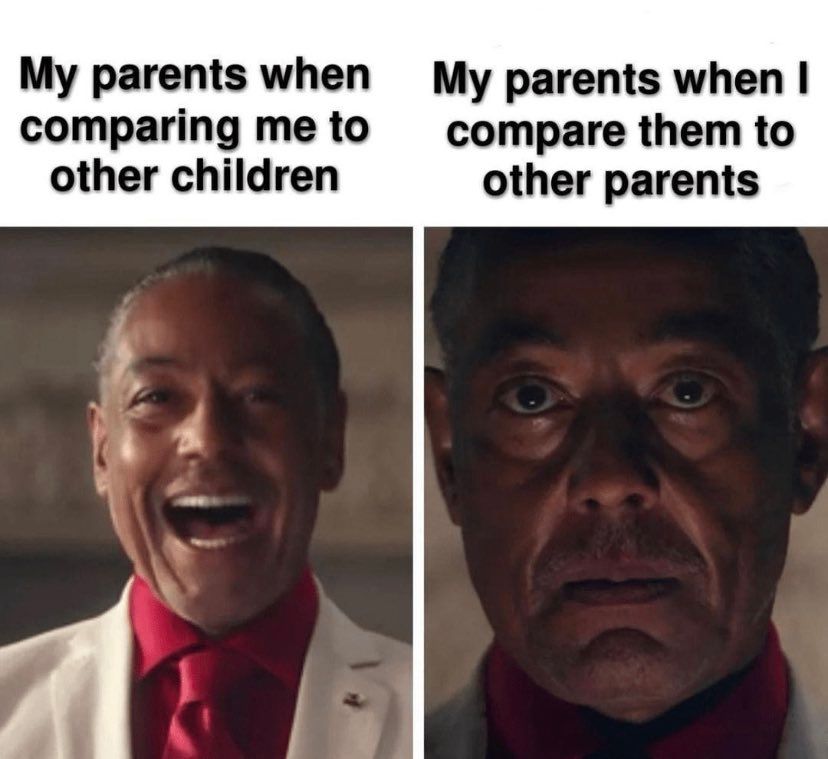 My parents when
comparing me to
other children
My parents when I
compare them to
other parents